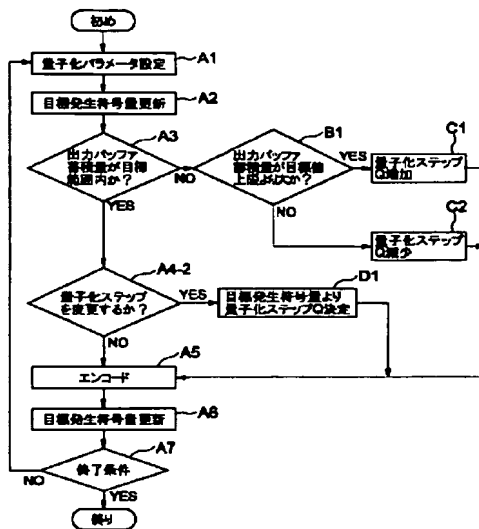 初め
量子化パラメータ設定
A1
目標発生符号量更新
A2
A3
出力バッファ
蓄積量が目標
範囲内か?
NO
YES
B1
出力バッファ
蓄積量が目標値
上限より大か?
YES
NO
C1
量子化ステップ
Q増加
C2
量子化ステップ
Q減少
A4-2
量子化ステップ
を変更するか?
YES
NO
D1
目標発生符号量より
量子化ステップQ決定
A5
エンコード
A6
目標発生符号量更新
A7
終了条件
NO
YES
終り